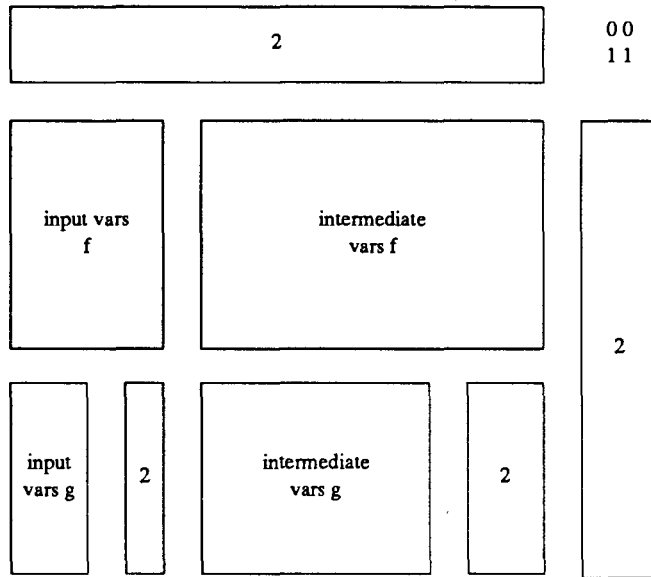 2
0 0
1 1
input vars
f
intermediate
vars f
2
input
vars g
2
intermediate
vars g
2